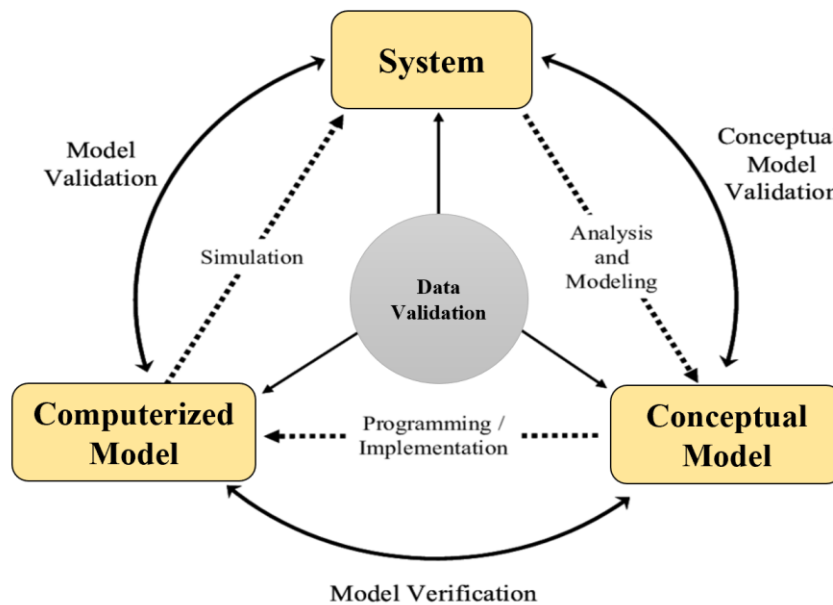 System
Model
Validation
Conceptual
Model
Validation
Simulation
Analysis
and
Modeling
Data
Validation
Computerized
Model
Programming /
Implementation
Conceptual
Model
Model Verification